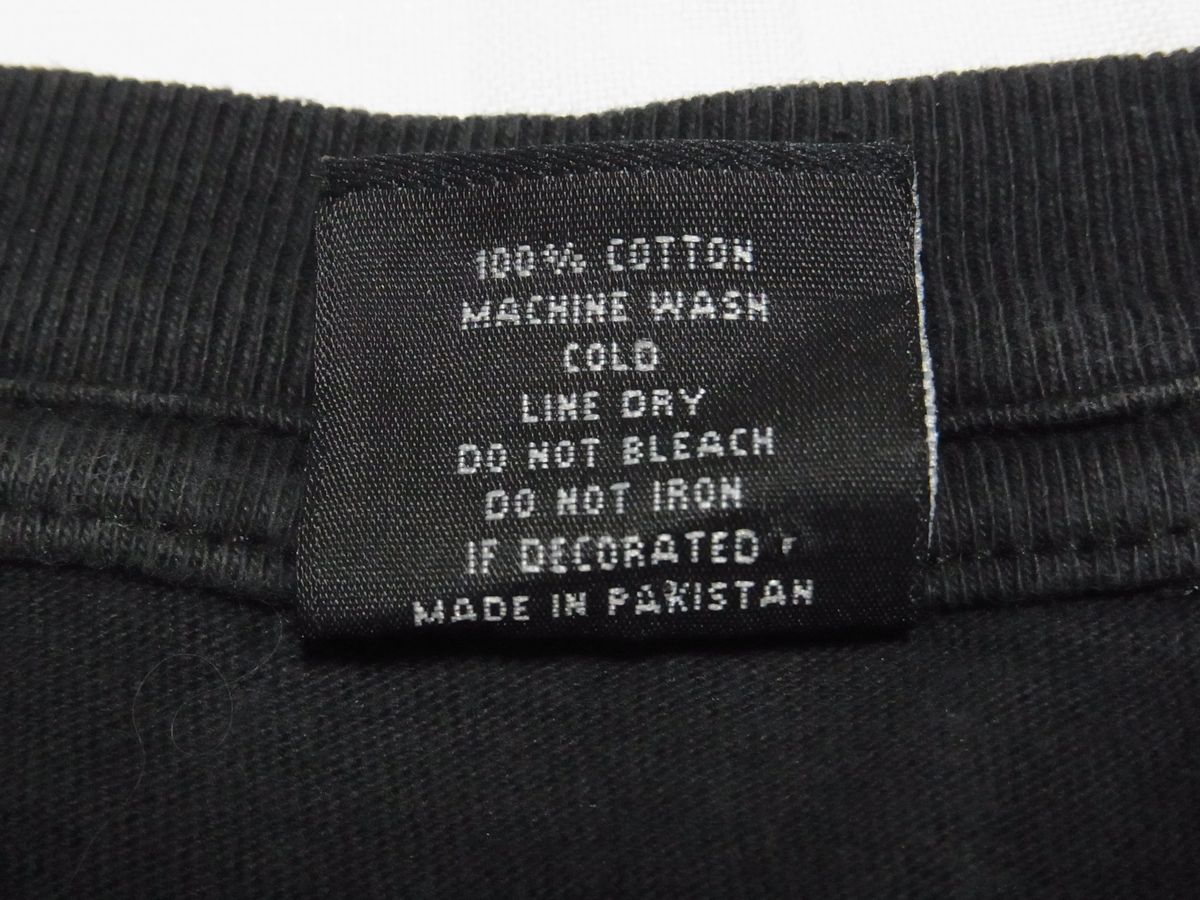 100% COTTON
MACHINE WASH
COLD
LINE DRY
DO NOT BLEACH
DO NOT IRON
IF DECORATED
MADE IN PAKISTAN